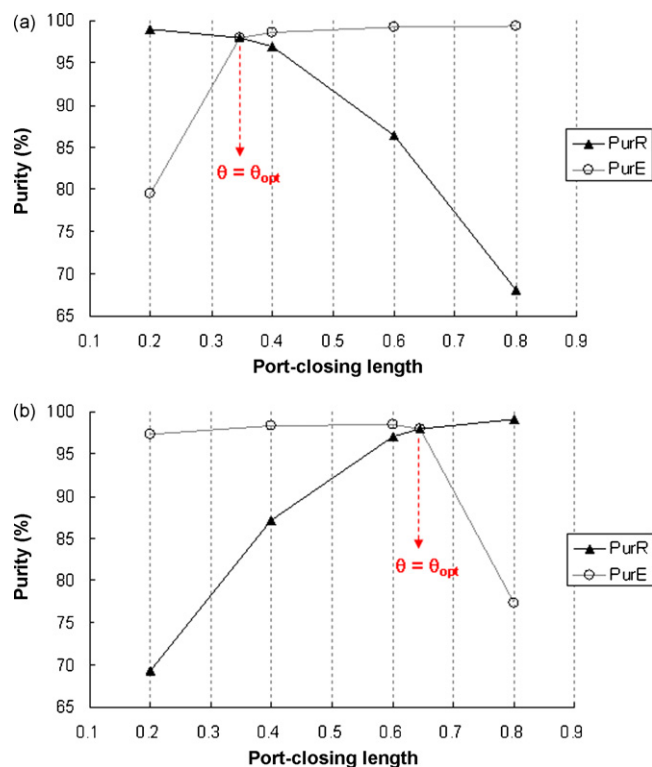 (a)
100
95
90
85
80
75
70
65
Purity (%)
0.1 0.2 0.3 0.4 0.5 0.6 0.7 0.8 0.9
Port-closing length
θ = θopt
PurR
PurE
(b)
100
95
90
85
80
75
70
65
Purity (%)
0.1 0.2 0.3 0.4 0.5 0.6 0.7 0.8 0.9
Port-closing length
θ = θopt
PurR
PurE